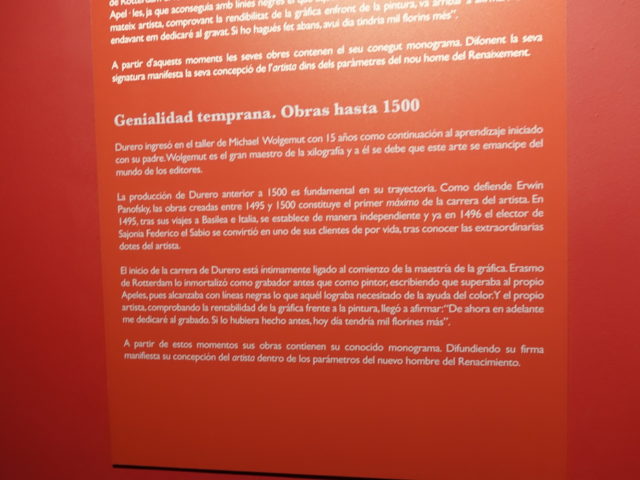 de Rotterdam
Apel·les, ja que aconseguia amb línies negres el que
mateix artista, comprovant la rendibilitat de la gràfica enfront de la pintura, va arribar a
endavant em dedicaré al gravat. Si ho hagués fet abans, avui dia tindria mil florins més".
A partir d'aquests moments les seves obres contenen el seu conegut monograma. Difonent la seva
signatura manifesta la seva concepció de l'artista dins dels paràmetres del nou home del Renaixement.
Genialidad temprana. Obras hasta 1500
Durero ingresó en el taller de Michael Wolgemut con 15 años como continuación al aprendizaje iniciado
con su padre. Wolgemut es el gran maestro de la xilografía y a él se debe que este arte se emancipe del
mundo de los editores.
La producción de Durero anterior a 1500 es fundamental en su trayectoria. Como defiende Erwin
Panofsky, las obras creadas entre 1495 y 1500 constituye el primer máximo de la carrera del artista. En
1495, tras sus viajes a Basilea e Italia, se establece de manera independiente y ya en 1496 el elector de
Sajonia Federico el Sabio se convirtió en uno de sus clientes de por vida, tras conocer las extraordinarias
dotes del artista.
El inicio de la carrera de Durero está íntimamente ligado al comienzo de la maestría de la gráfica. Erasmo
de Rotterdam lo inmortalizó como grabador antes que como pintor, escribiendo que superaba al propio
Apeles, pues alcanzaba con líneas negras lo que aquél lograba necesitado de la ayuda del color. Y el propio
artista, comprobando la rentabilidad de la gráfica frente a la pintura, llegó a afirmar: "De ahora en adelante
me dedicaré al grabado. Si lo hubiera hecho antes, hoy día tendría mil florines más".
A partir de estos momentos sus obras contienen su conocido monograma. Difundiendo su firma
manifiesta su concepción del artista dentro de los parámetros del nuevo hombre del Renacimiento.